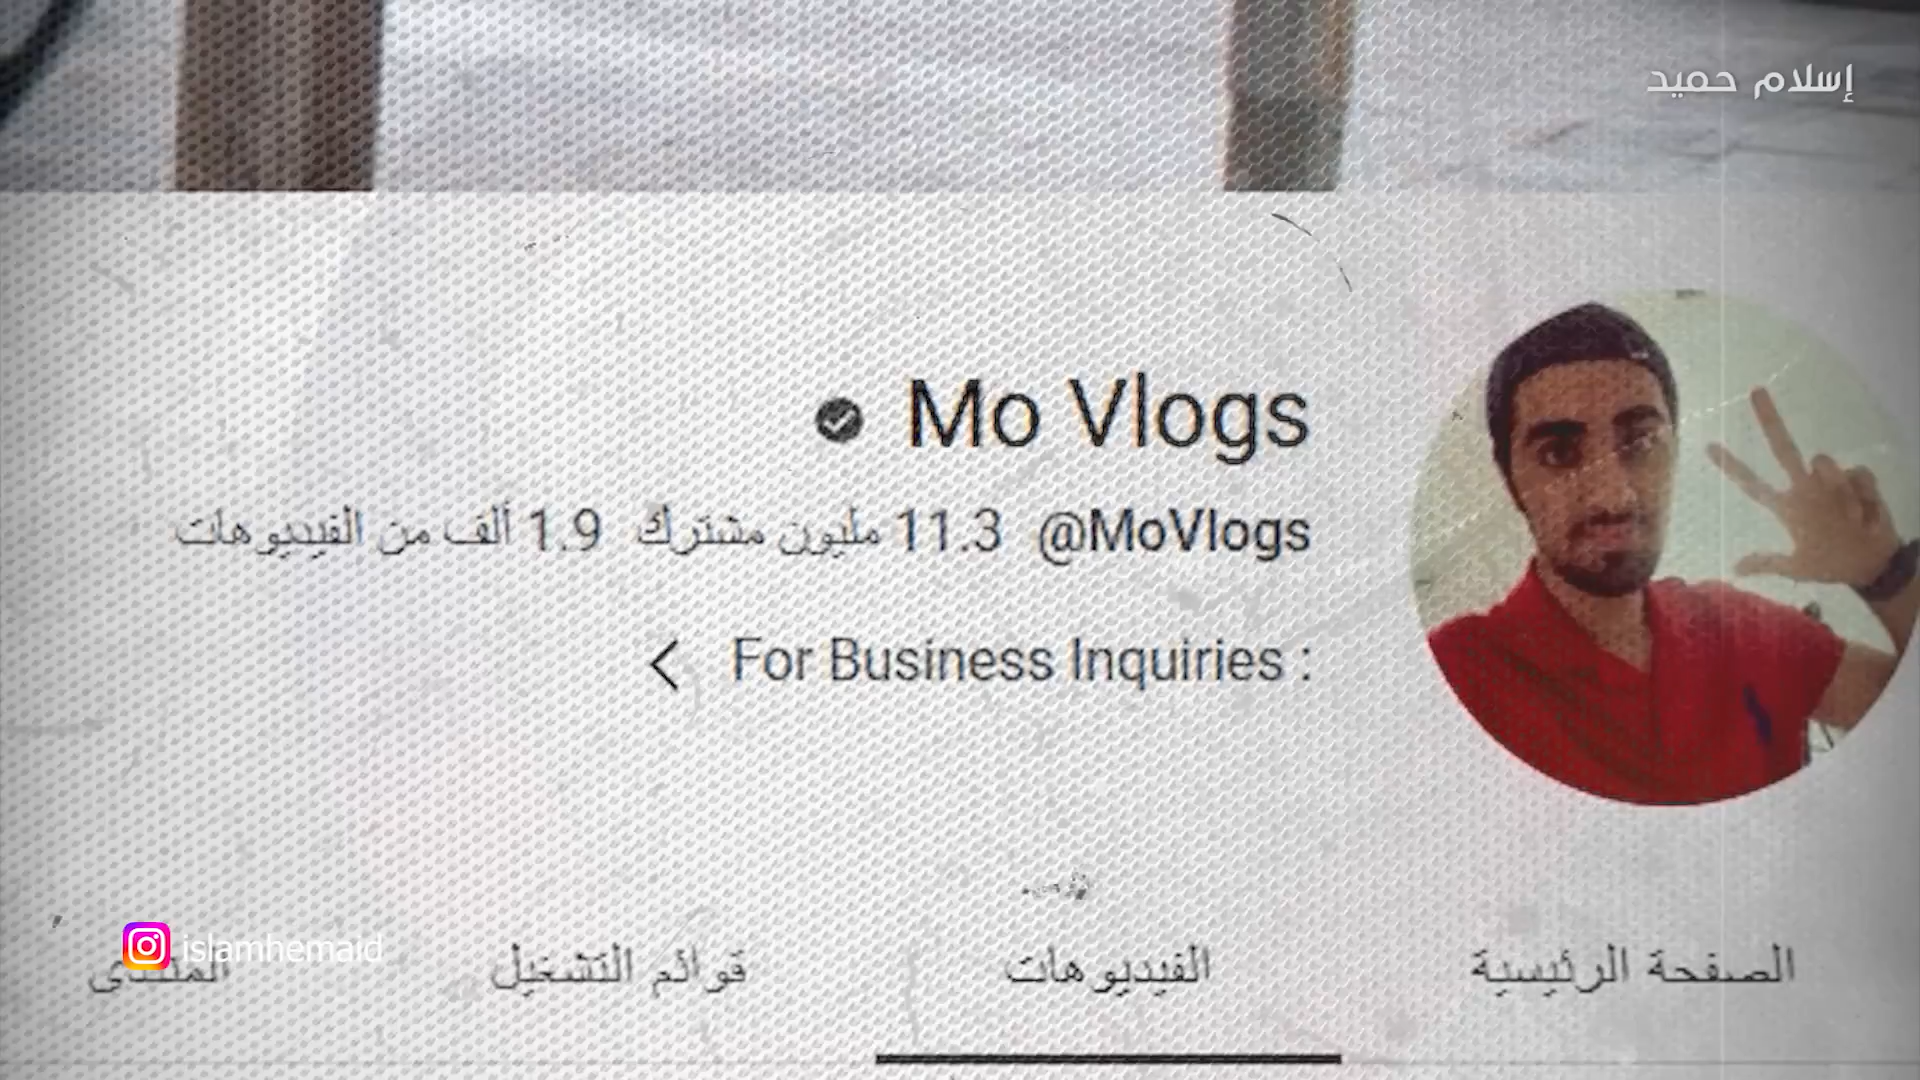 إسلام حميد
Mo Vlogs
@MoVlogs 11.3 مليون مشترك 1.9 ألف من الفيديوهات
For Business Inquiries :
الصفحة الرئيسية الفيديوهات قوائم التشغيل المنتدى
islamhemaid